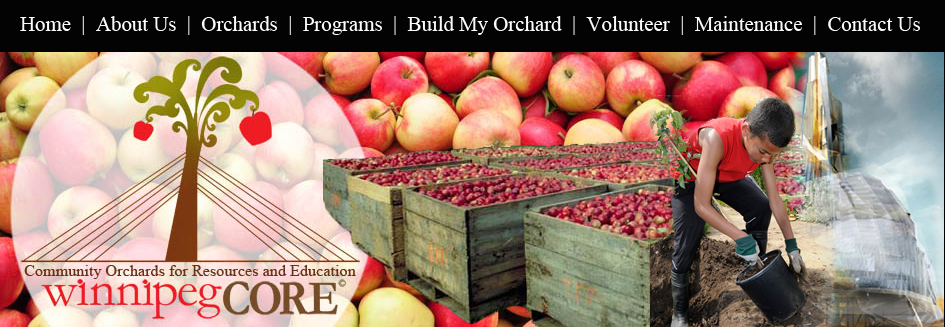 Home | About Us | Orchards | Programs | Build My Orchard | Volunteer | Maintenance | Contact Us
Community Orchards for Resources and Education
winnipegCORE©